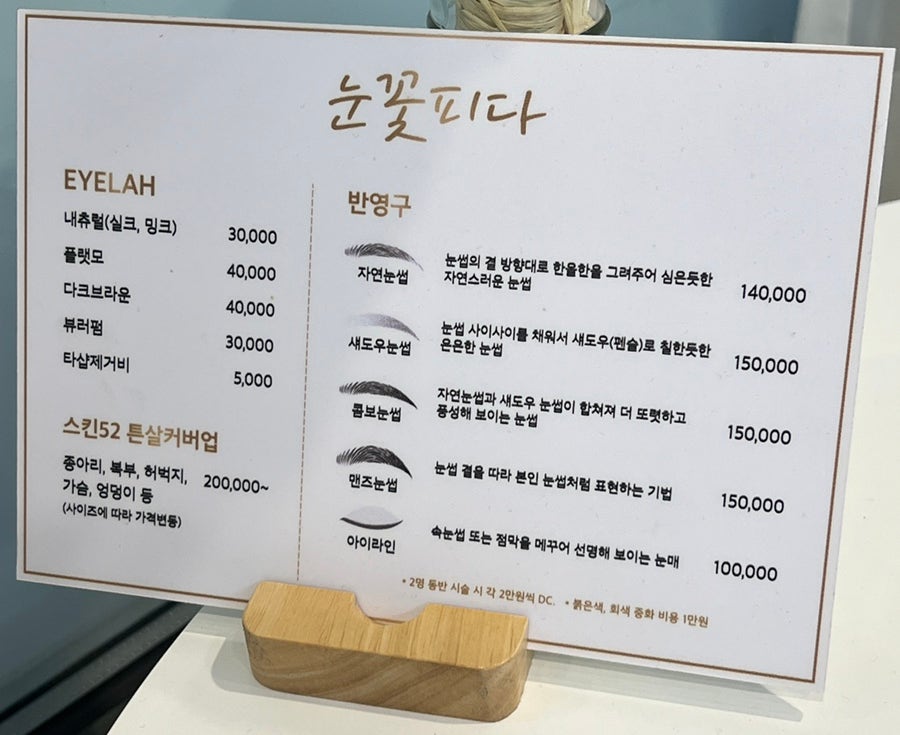 눈꽃피다
EYELAH
내츄럴(실크, 밍크) 30,000
플랫모 40,000
다크브라운 40,000
뷰러펌 30,000
타샵제거비 5,000
스킨52 튼살커버업
종아리, 복부, 허벅지, 200,000~
가슴, 엉덩이 등
(사이즈에 따라 가격변동)
반영구
자연눈썹
눈썹의 결 방향대로 한올한을 그려주어 심은듯한
자연스러운 눈썹
140,000
섀도우눈썹
눈썹 사이사이를 채워서 섀도우(펜슬)로 칠한듯한
은은한 눈썹
150,000
콤보눈썹
자연눈썹과 섀도우 눈썹이 합쳐져 더 또렷하고
풍성해 보이는 눈썹
150,000
맨즈눈썹
눈썹 결을 따라 본인 눈썹처럼 표현하는 기법
150,000
아이라인
속눈썹 또는 점막을 메꾸어 선명해 보이는 눈매
100,000
* 2명 동반 시술 시 각 2만원씩 DC. * 붉은색, 회색 중화 비용 1만원